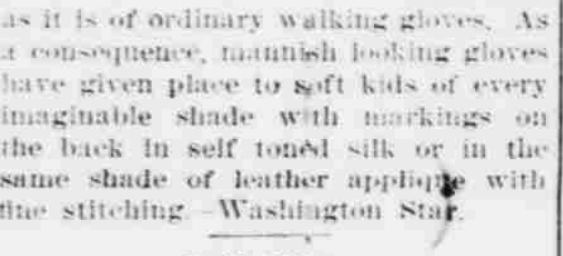 as it is of ordinary walking gloves. As
a consequence, mannish looking gloves
have given place to soft kids of every
imaginable shade with markings on
the back in self toned silk or in the
same shade of leather applique with
fine stitching.—Washington Star.